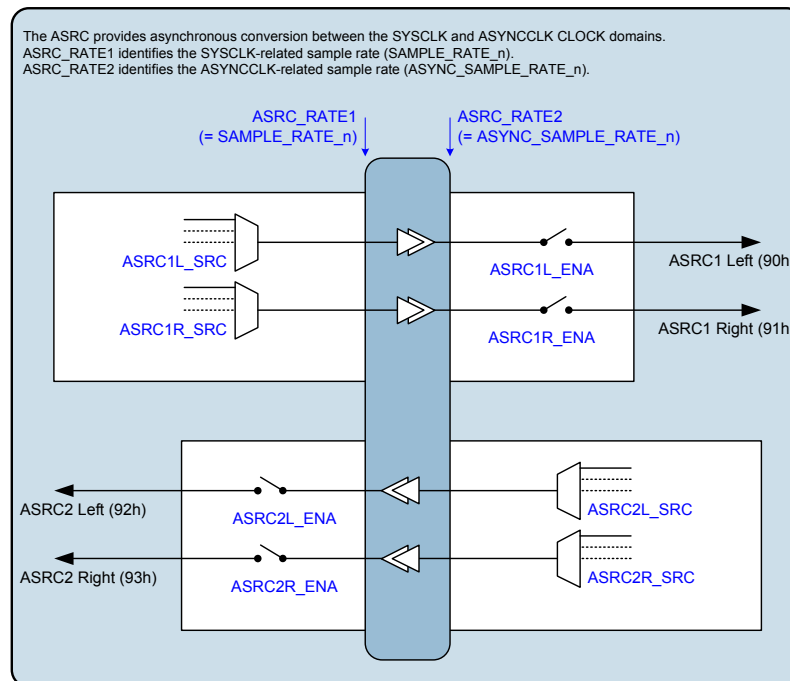 The ASRC provides asynchronous conversion between the SYSCLK and ASYNCCLK CLOCK domains.
ASRC_RATE1 identifies the SYSCLK-related sample rate (SAMPLE_RATE_n).
ASRC_RATE2 identifies the ASYNCCLK-related sample rate (ASYNC_SAMPLE_RATE_n).
ASRC_RATE1
(= SAMPLE_RATE_n)
ASRC_RATE2
(= ASYNC_SAMPLE_RATE_n)
ASRC1L_SRC
ASRC1L_ENA
ASRC1 Left (90h
ASRC1R_SRC
ASRC1R_ENA
ASRC1 Right (91h
ASRC2 Left (92h)
ASRC2L_ENA
ASRC2L_SRC
ASRC2 Right (93h)
ASRC2R_ENA
ASRC2R_SRC